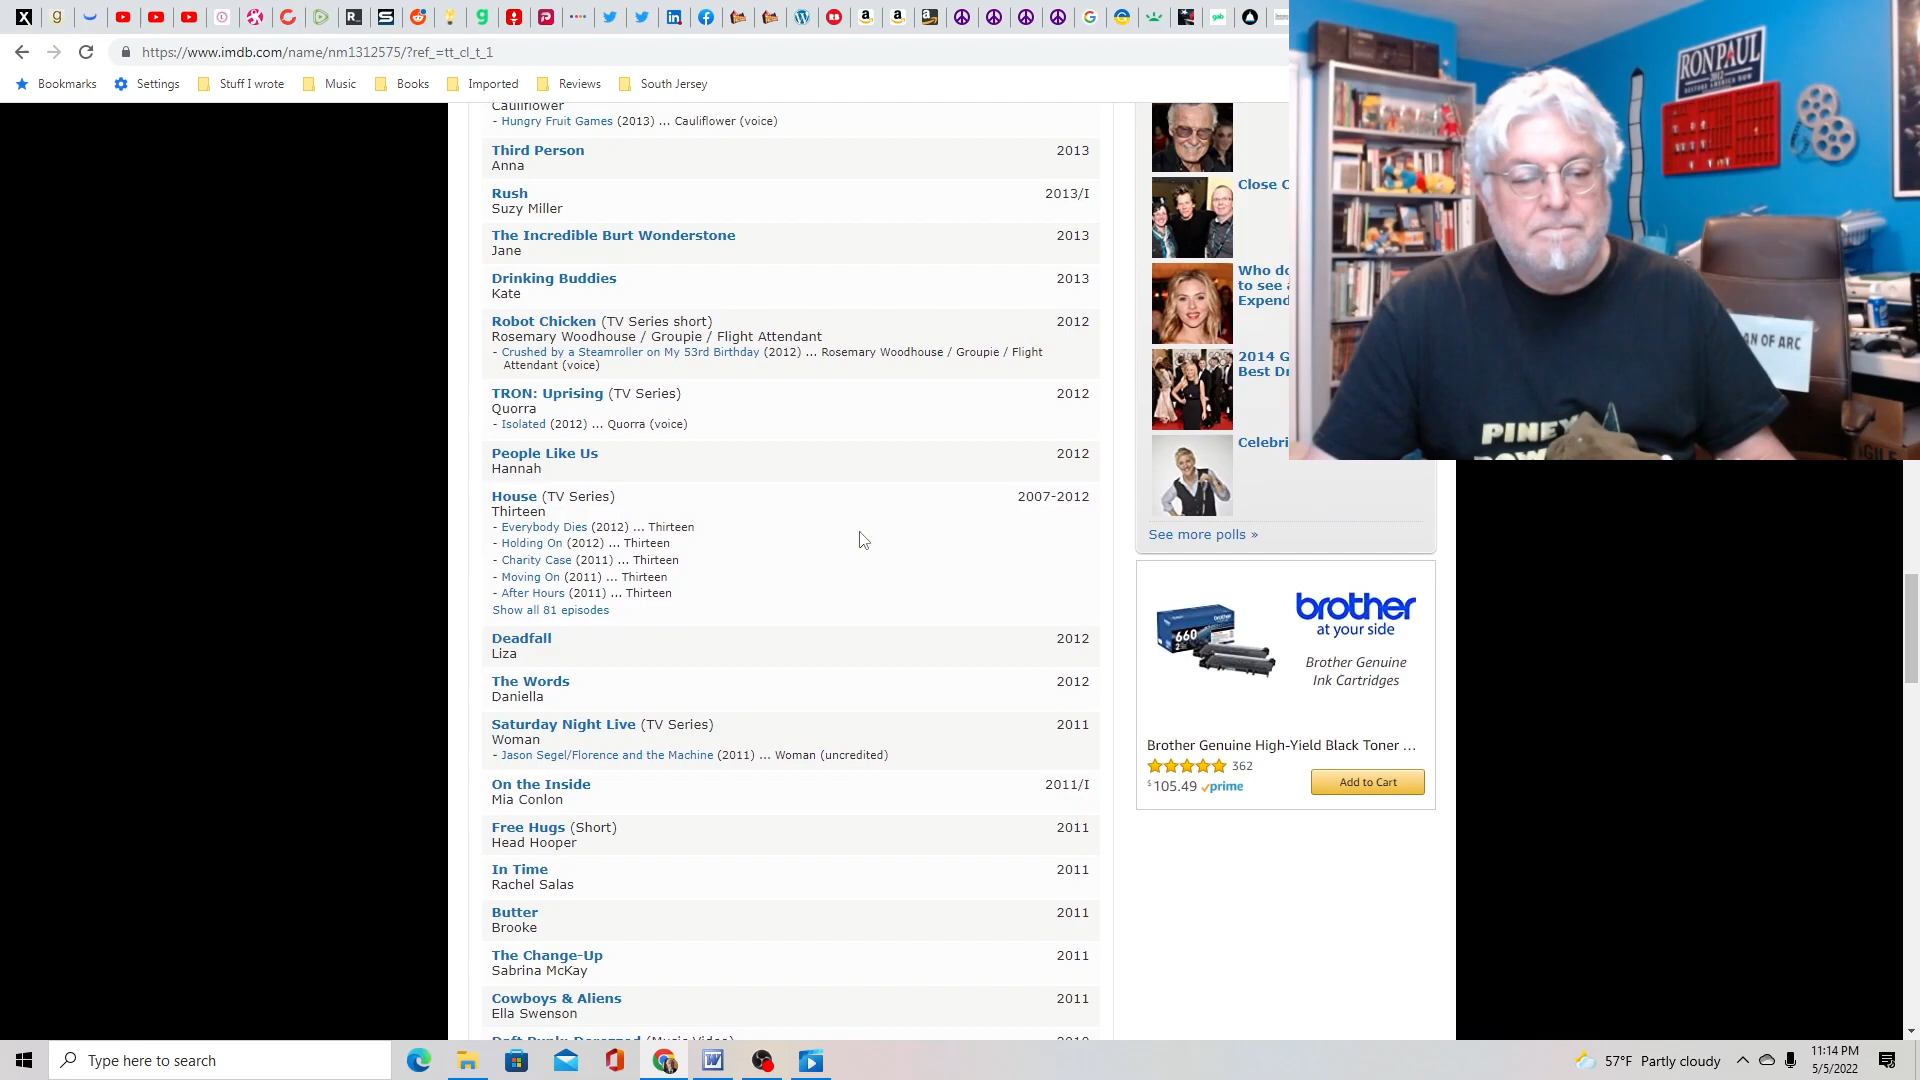 https://www.imdb.com/name/nm1312575/?ref_=tt_cl_t_1
Bookmarks Settings Stuff I wrote Music Books Imported Reviews South Jersey
Cauliflower
- Hungry Fruit Games (2013) ... Cauliflower (voice)
Third Person 2013
Anna
Rush 2013/I
Suzy Miller
The Incredible Burt Wonderstone 2013
Jane
Drinking Buddies 2013
Kate
Robot Chicken (TV Series short) 2012
Rosemary Woodhouse / Groupie / Flight Attendant
- Crushed by a Steamroller on My 53rd Birthday (2012) ... Rosemary Woodhouse / Groupie / Flight
Attendant (voice)
TRON: Uprising (TV Series) 2012
Quorra
- Isolated (2012) ... Quorra (voice)
People Like Us 2012
Hannah
House (TV Series) 2007-2012
Thirteen
- Everybody Dies (2012) ... Thirteen
- Holding On (2012) ... Thirteen
- Charity Case (2011) ... Thirteen
- Moving On (2011) ... Thirteen
- After Hours (2011) ... Thirteen
Show all 81 episodes
Deadfall 2012
Liza
The Words 2012
Daniella
Saturday Night Live (TV Series) 2011
Woman
- Jason Segel/Florence and the Machine (2011) ... Woman (uncredited)
On the Inside 2011/I
Mia Conlon
Free Hugs (Short) 2011
Head Hooper
In Time 2011
Rachel Salas
Butter 2011
Brooke
The Change-Up 2011
Sabrina McKay
Cowboys & Aliens 2011
Ella Swenson
Close
Who do
to see
Expend
2014 G
Best Dr
Celebri
See more polls »
660
brother
at your side
Brother Genuine
Ink Cartridges
Brother Genuine High-Yield Black Toner ...
362
$105.49 prime
Add to Cart
RON PAUL
2012
AN OF ARC
PINEY
Type here to search
57°F Partly cloudy
11:14 PM
5/5/2022